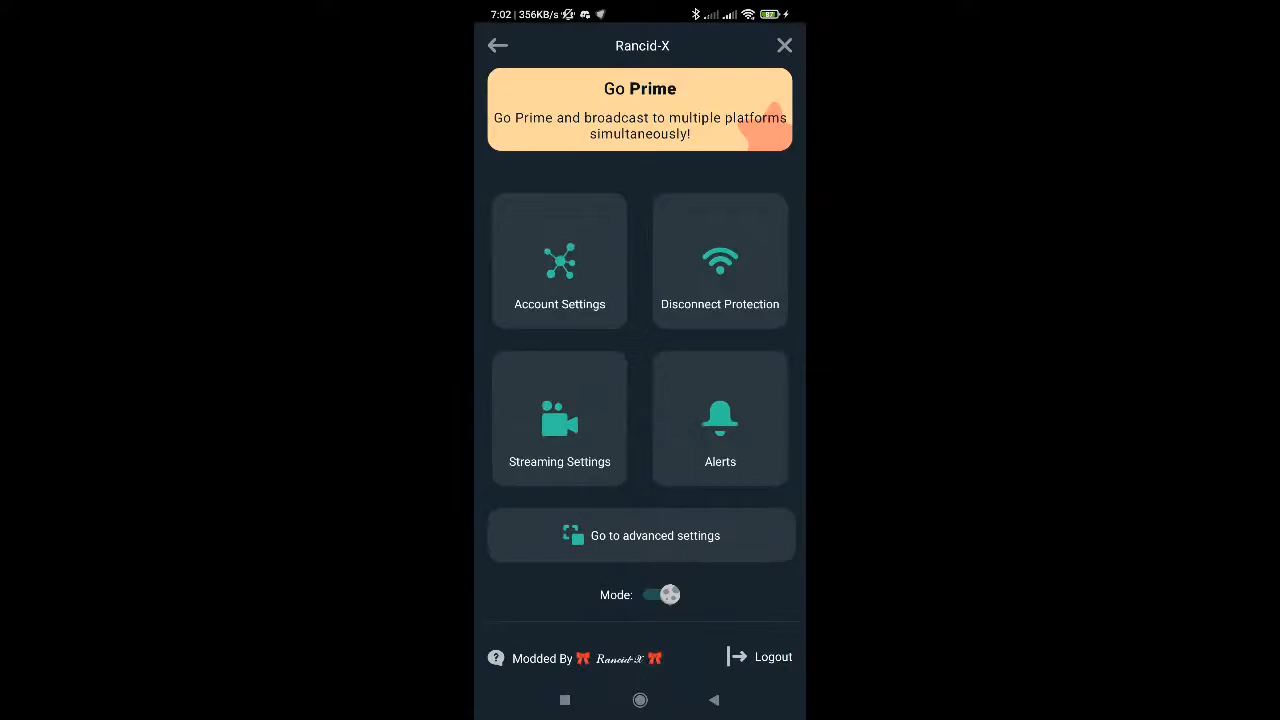 7:02 | 356KB/s
87
Rancid-X
Go Prime
Go Prime and broadcast to multiple platforms
simultaneously!
Account Settings
Disconnect Protection
Streaming Settings
Alerts
Go to advanced settings
Mode:
Modded By 🎀 𝓡𝓪𝓷𝓬𝓲𝓭-𝓧 🎀
Logout